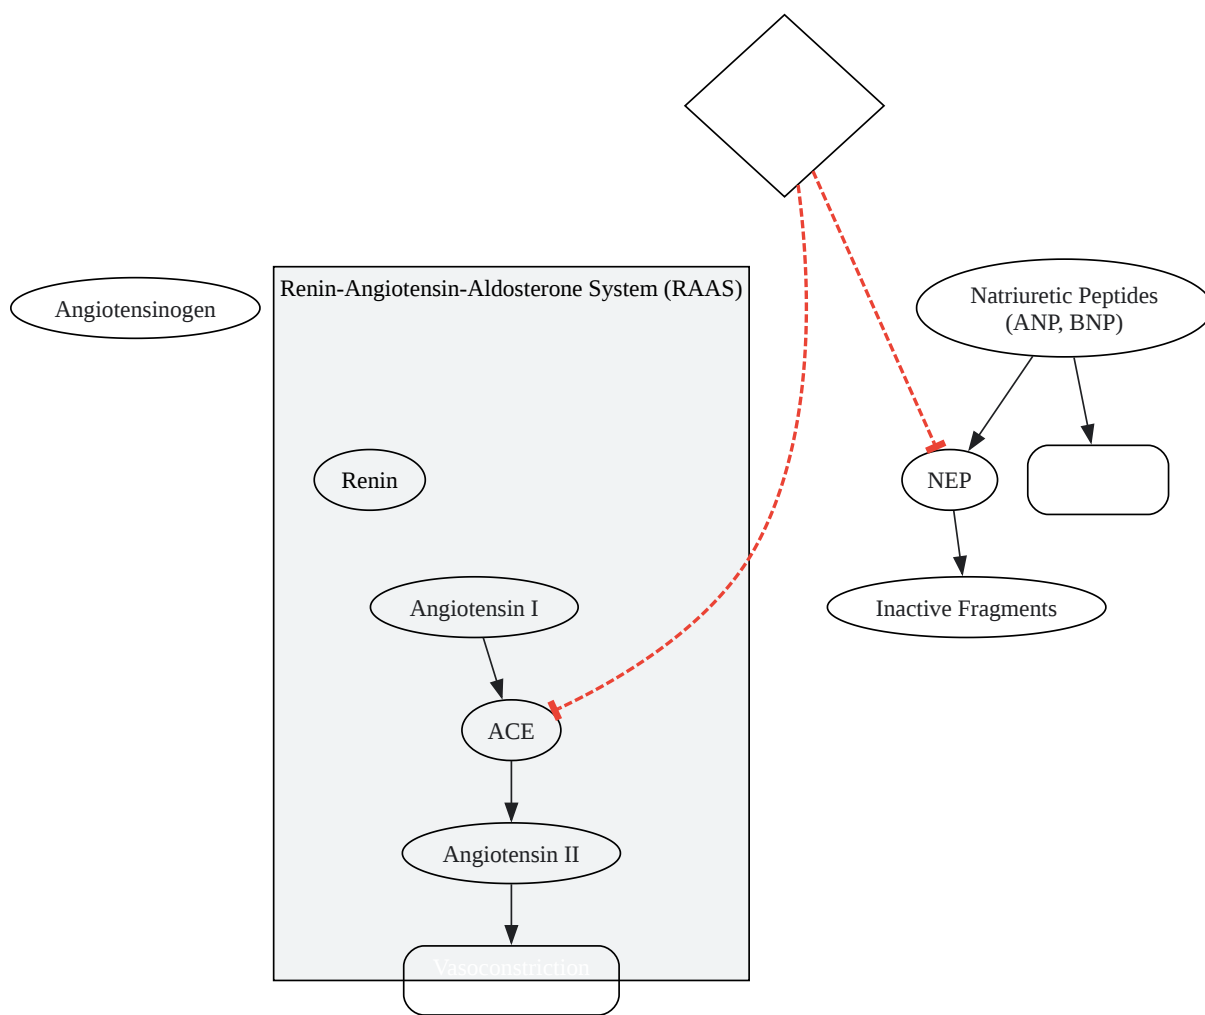 Renin-Angiotensin-Aldosterone System (RAAS)
Angiotensinogen
Natriuretic Peptides
(ANP, BNP)
Renin
NEP
Angiotensin I
Inactive Fragments
ACE
Angiotensin II
Vasoconstriction